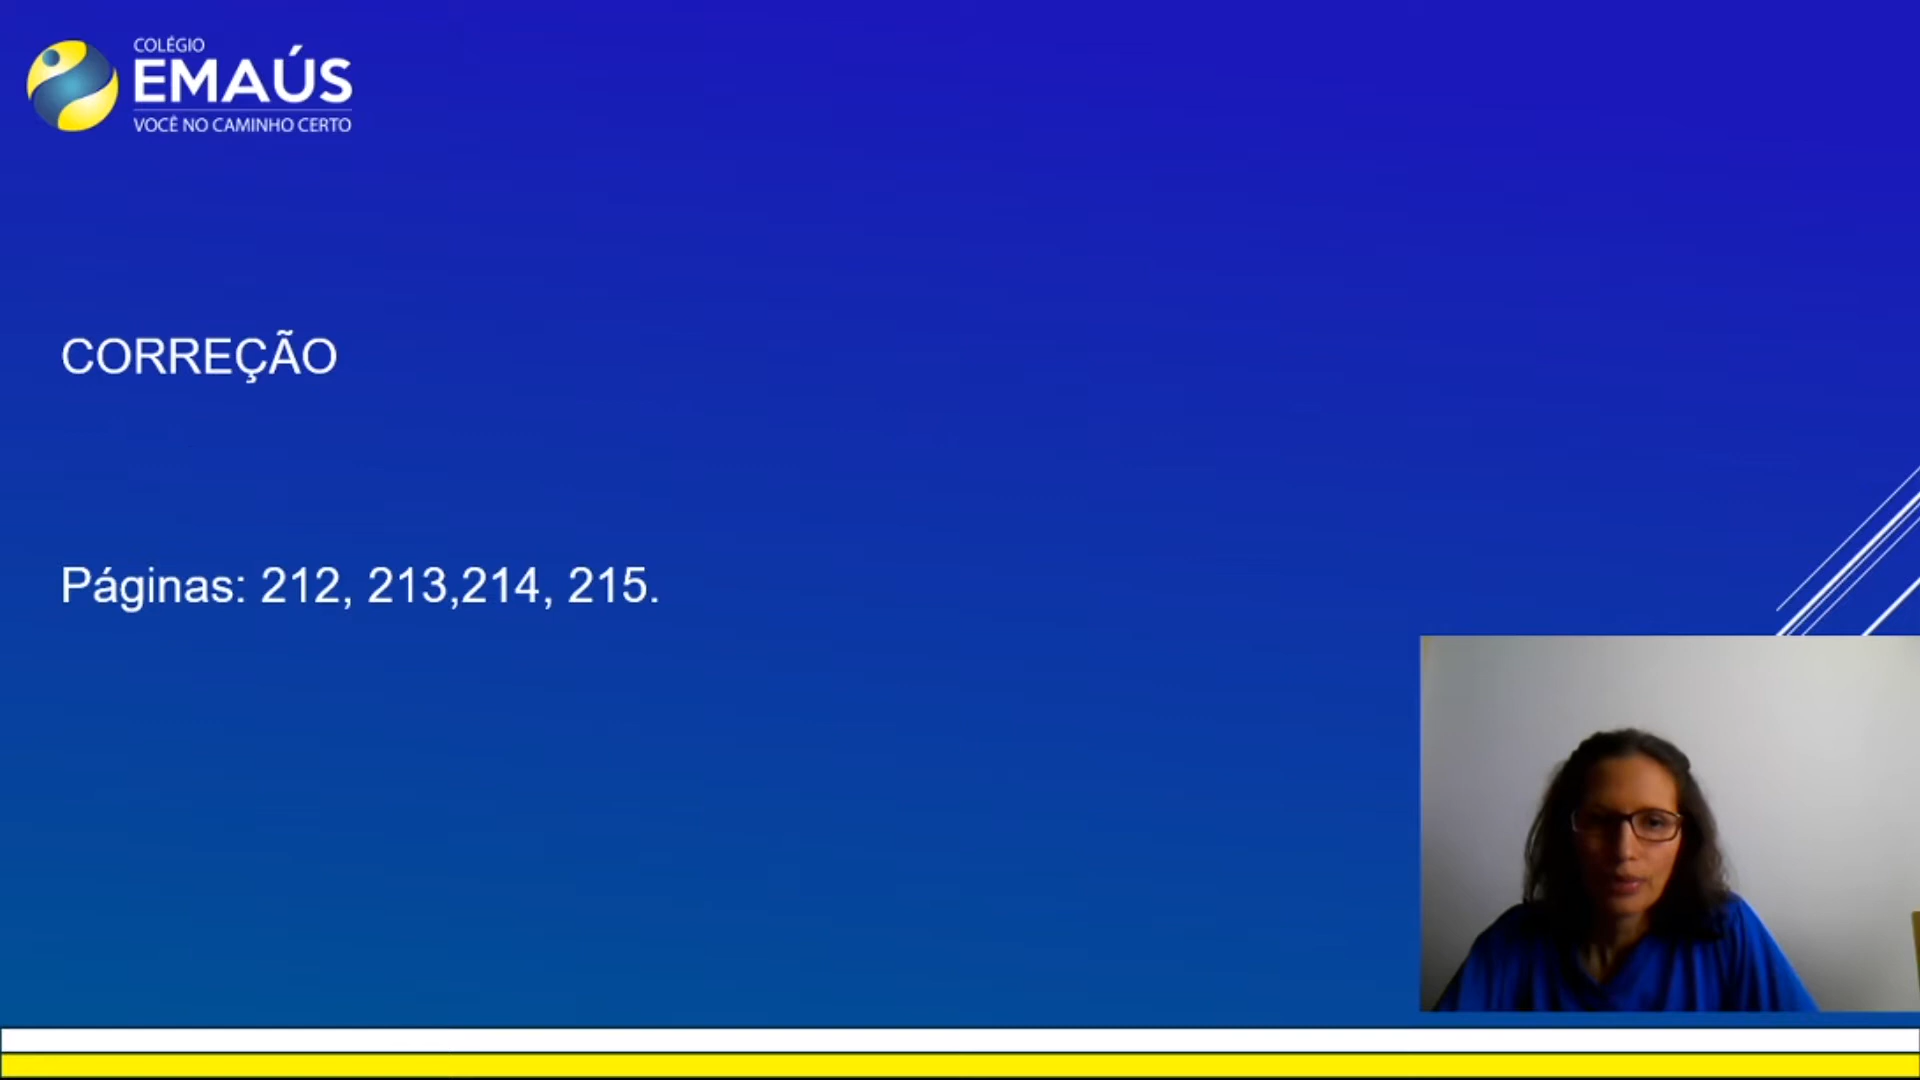 COLÉGIO
EMAÚS
VOCÊ NO CAMINHO CERTO
CORREÇÃO
Páginas: 212, 213,214, 215.